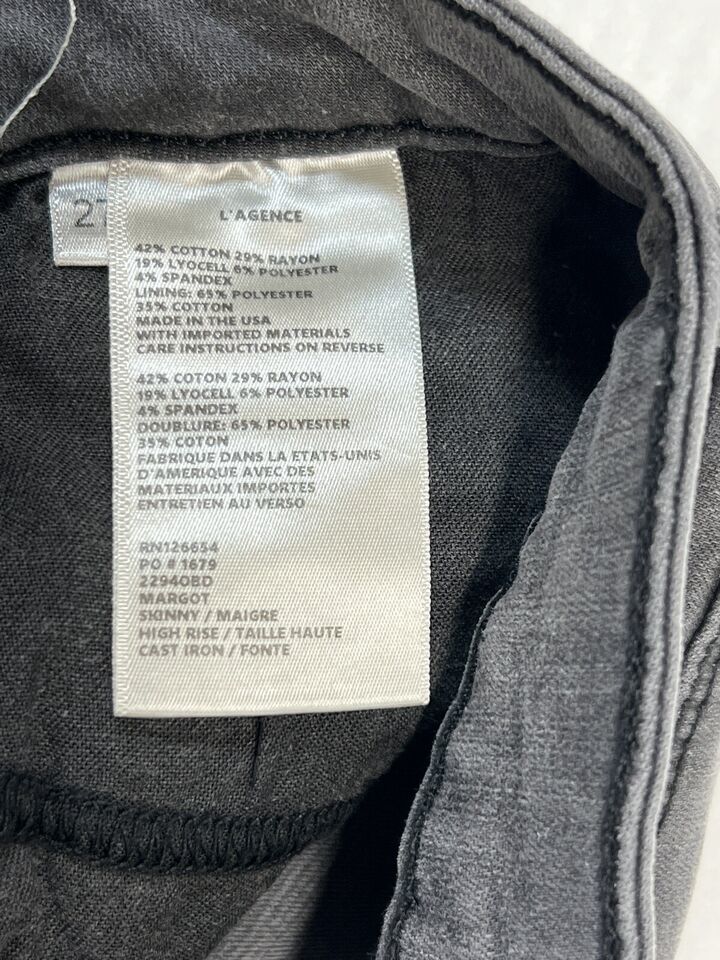 27
L'AGENCE
42% COTTON 29% RAYON
19% LYOCELL 6% POLYESTER
4% SPANDEX
LINING: 65% POLYESTER
35% COTTON
MADE IN THE USA
WITH IMPORTED MATERIALS
CARE INSTRUCTIONS ON REVERSE
42% COTON 29% RAYON
19% LYOCELL 6% POLYESTER
4% SPANDEX
DOUBLURE: 65% POLYESTER
35% COTON
FABRIQUE DANS LA ETATS-UNIS
D'AMERIQUE AVEC DES
MATERIAUX IMPORTES
ENTRETIEN AU VERSO
RN126654
PO # 1679
2294OBD
MARGOT
SKINNY / MAIGRE
HIGH RISE / TAILLE HAUTE
CAST IRON / FONTE